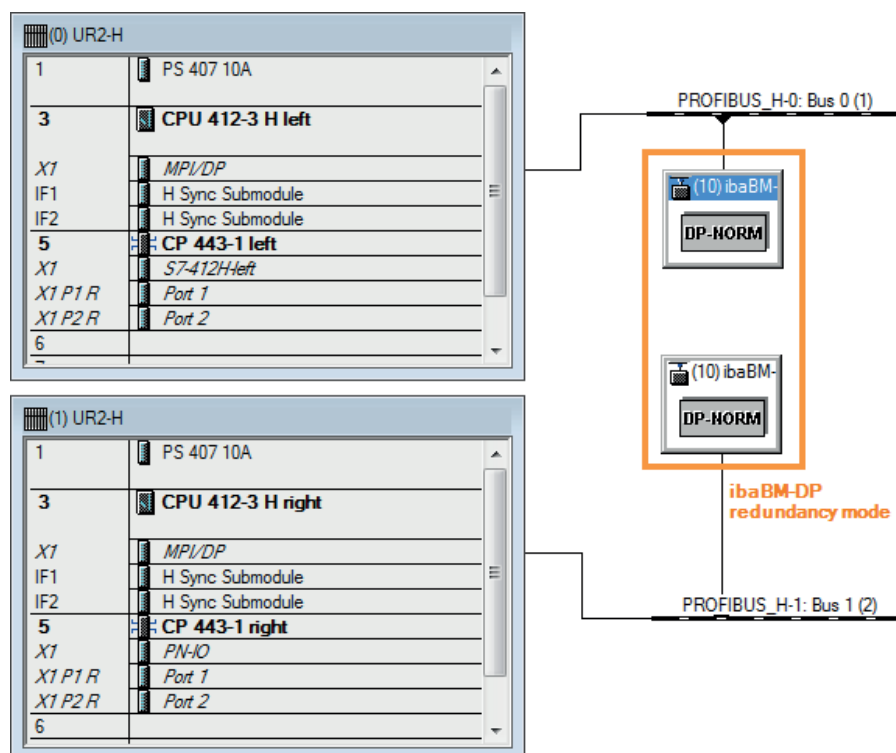 (0) UR2-H
1 PS 407 10A
3 CPU 412-3 H left
X1 MPI/DP
IF1 H Sync Submodule
IF2 H Sync Submodule
5 CP 443-1 left
X1 S7-412H-left
X1 P1 R Port 1
X1 P2 R Port 2
6
PROFIBUS_H-0: Bus 0 (1)
(10) ibaBM-
DP-NORM
(10) ibaBM-
DP-NORM
ibaBM-DP
redundancy mode
(1) UR2-H
1 PS 407 10A
3 CPU 412-3 H right
X1 MPI/DP
IF1 H Sync Submodule
IF2 H Sync Submodule
5 CP 443-1 right
X1 PN-IO
X1 P1 R Port 1
X1 P2 R Port 2
6
PROFIBUS_H-1: Bus 1 (2)